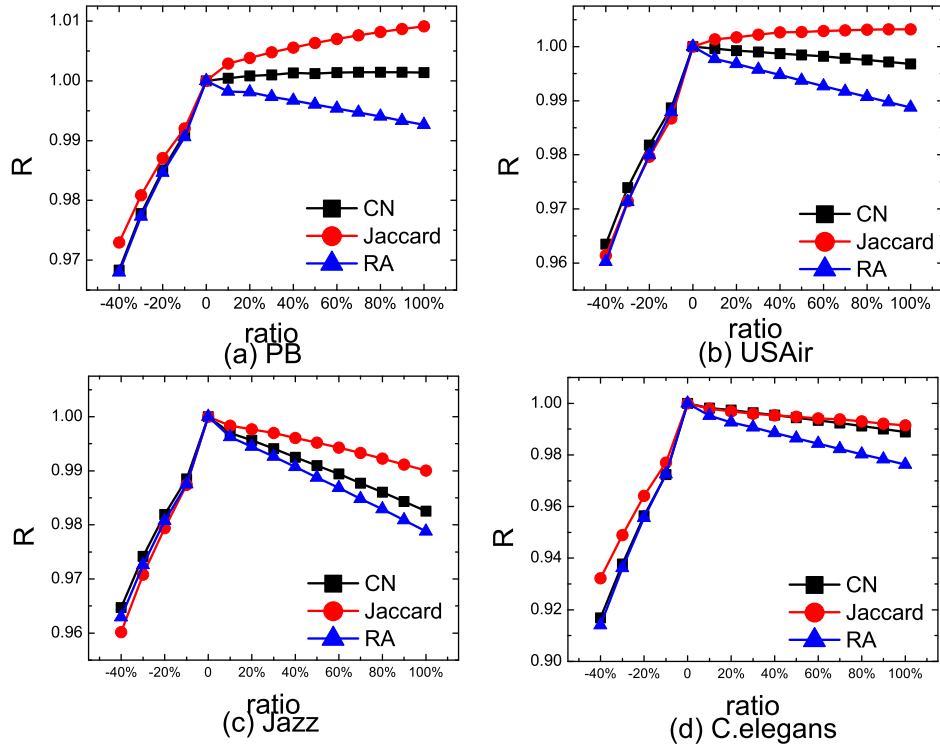 1.01
1.00
0.99
0.98
0.97
R
CN
Jaccard
RA
-40% -20% 0 20% 40% 60% 80% 100%
ratio
(a) PB
1.00
0.99
0.98
0.97
0.96
R
CN
Jaccard
RA
-40% -20% 0 20% 40% 60% 80% 100%
ratio
(b) USAir
1.00
0.99
0.98
0.97
0.96
R
CN
Jaccard
RA
-40% -20% 0 20% 40% 60% 80% 100%
ratio
(c) Jazz
1.00
0.98
0.96
0.94
0.92
0.90
R
CN
Jaccard
RA
-40% -20% 0 20% 40% 60% 80% 100%
ratio
(d) C.elegans